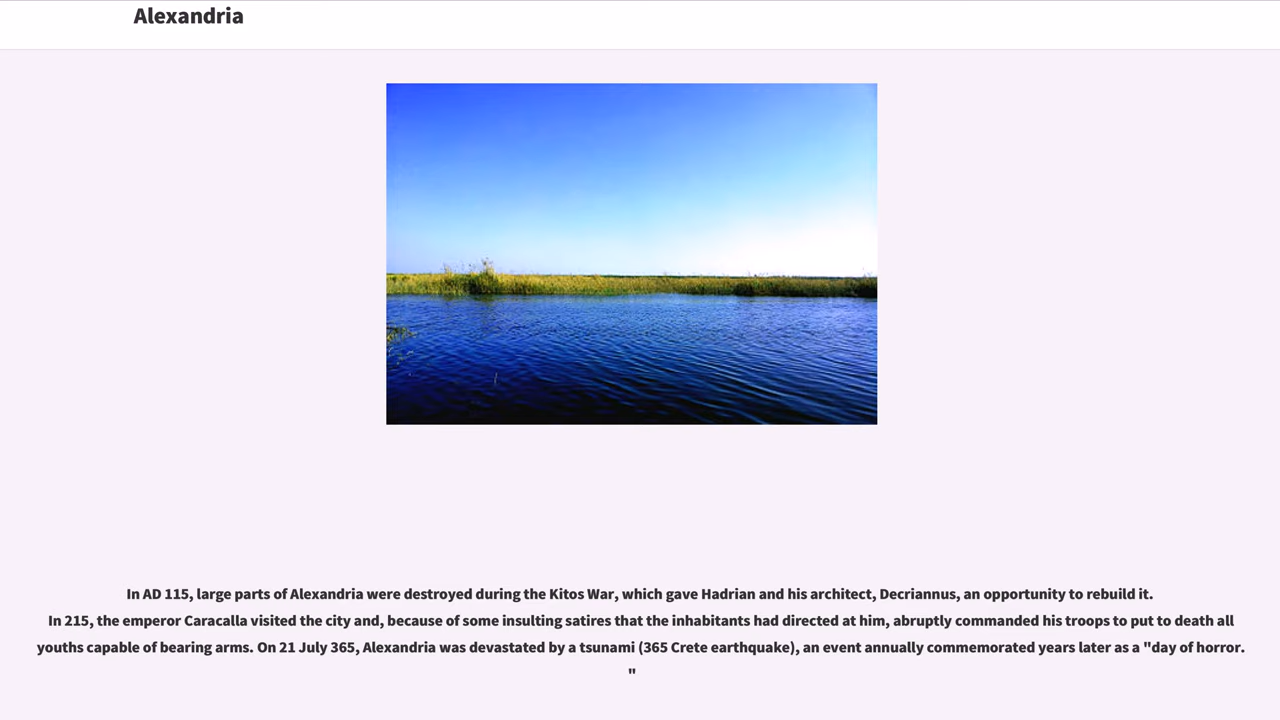 Alexandria
In AD 115, large parts of Alexandria were destroyed during the Kitos War, which gave Hadrian and his architect, Decriannus, an opportunity to rebuild it.
In 215, the emperor Caracalla visited the city and, because of some insulting satires that the inhabitants had directed at him, abruptly commanded his troops to put to death all
youths capable of bearing arms. On 21 July 365, Alexandria was devastated by a tsunami (365 Crete earthquake), an event annually commemorated years later as a "day of horror.
"